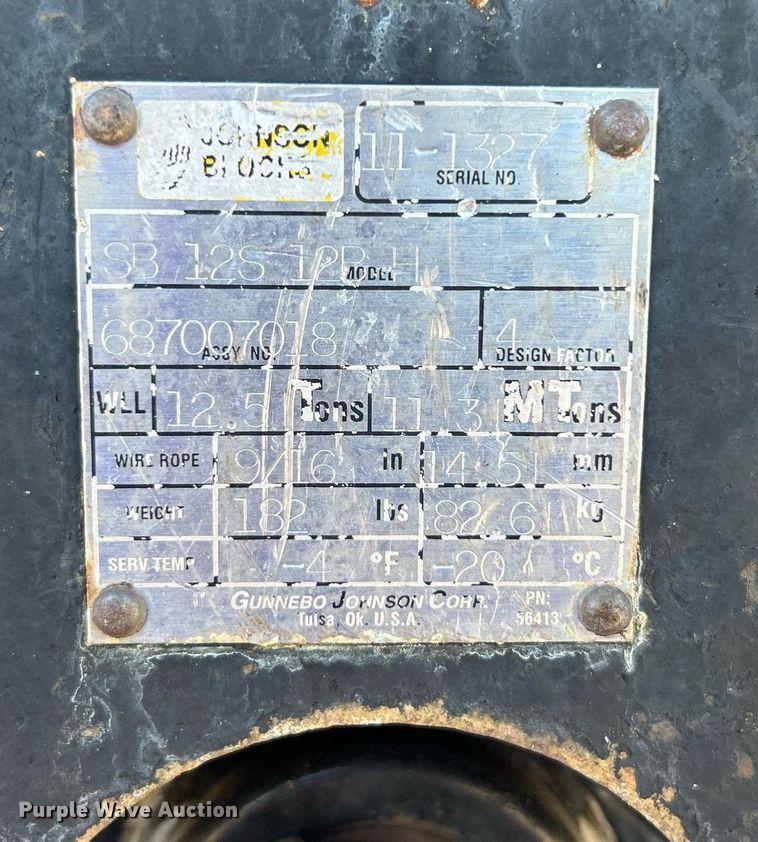 JOHNSON
BLOCKS
11-1327
SERIAL NO.
SB 12S 12B H
MODEL
687007018
ASSY NO.
4
DESIGN FACTOR
WLL 12.5 Tons 11.3 MTons
WIRE ROPE 9/16 in 14.5 mm
WEIGHT 182 lbs 82.6 kg
SERV TEMP -4 °F -20 °C
GUNNEBO JOHNSON CORP.
Tulsa, Ok. U.S.A.
PN:
56413
Purple Wave Auction